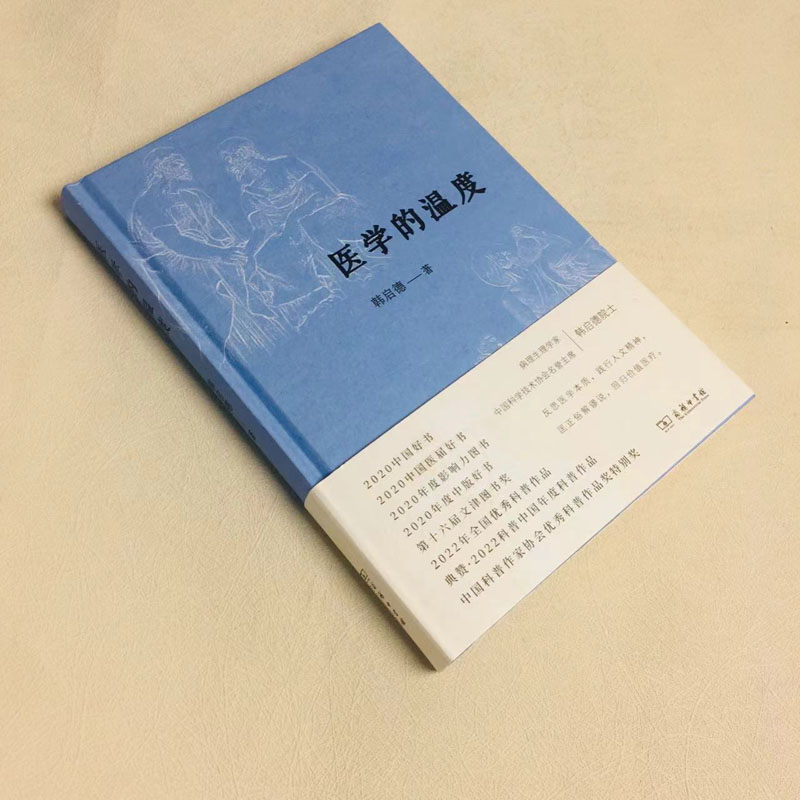 医学的温度
韩启德 — 著
病理生理学家
中国科学技术协会名誉主席
韩启德院士
反思医学本质，践行人文精神，
匡正俗解谬误，回归价值医疗。
商务印书馆
The Commercial Press
2020中国好书
2020中国医届好书
2020年度影响力图书
2020年度中版好书
第十六届文津图书奖
2022年全国优秀科普作品
典赞·2022科普中国年度科普作品
中国科普作家协会优秀科普作品奖特别奖